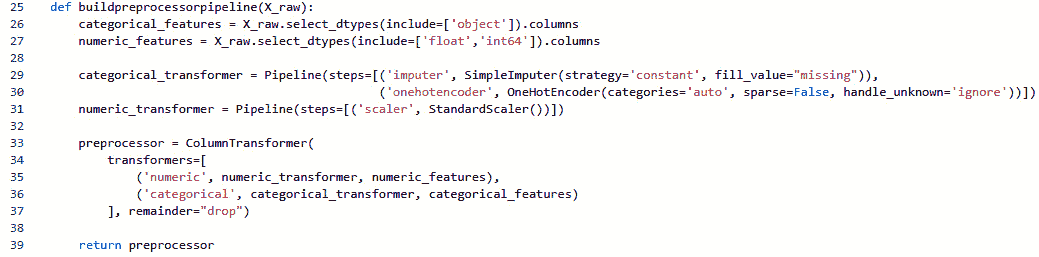 25 def buildpreprocessorpipeline(X_raw):
26     categorical_features = X_raw.select_dtypes(include=['object']).columns
27     numeric_features = X_raw.select_dtypes(include=['float','int64']).columns
28
29     categorical_transformer = Pipeline(steps=[('imputer', SimpleImputer(strategy='constant', fill_value="missing")),
30                                               ('onehotencoder', OneHotEncoder(categories='auto', sparse=False, handle_unknown='ignore'))])
31     numeric_transformer = Pipeline(steps=[('scaler', StandardScaler())])
32
33     preprocessor = ColumnTransformer(
34         transformers=[
35             ('numeric', numeric_transformer, numeric_features),
36             ('categorical', categorical_transformer, categorical_features)
37         ], remainder="drop")
38
39     return preprocessor